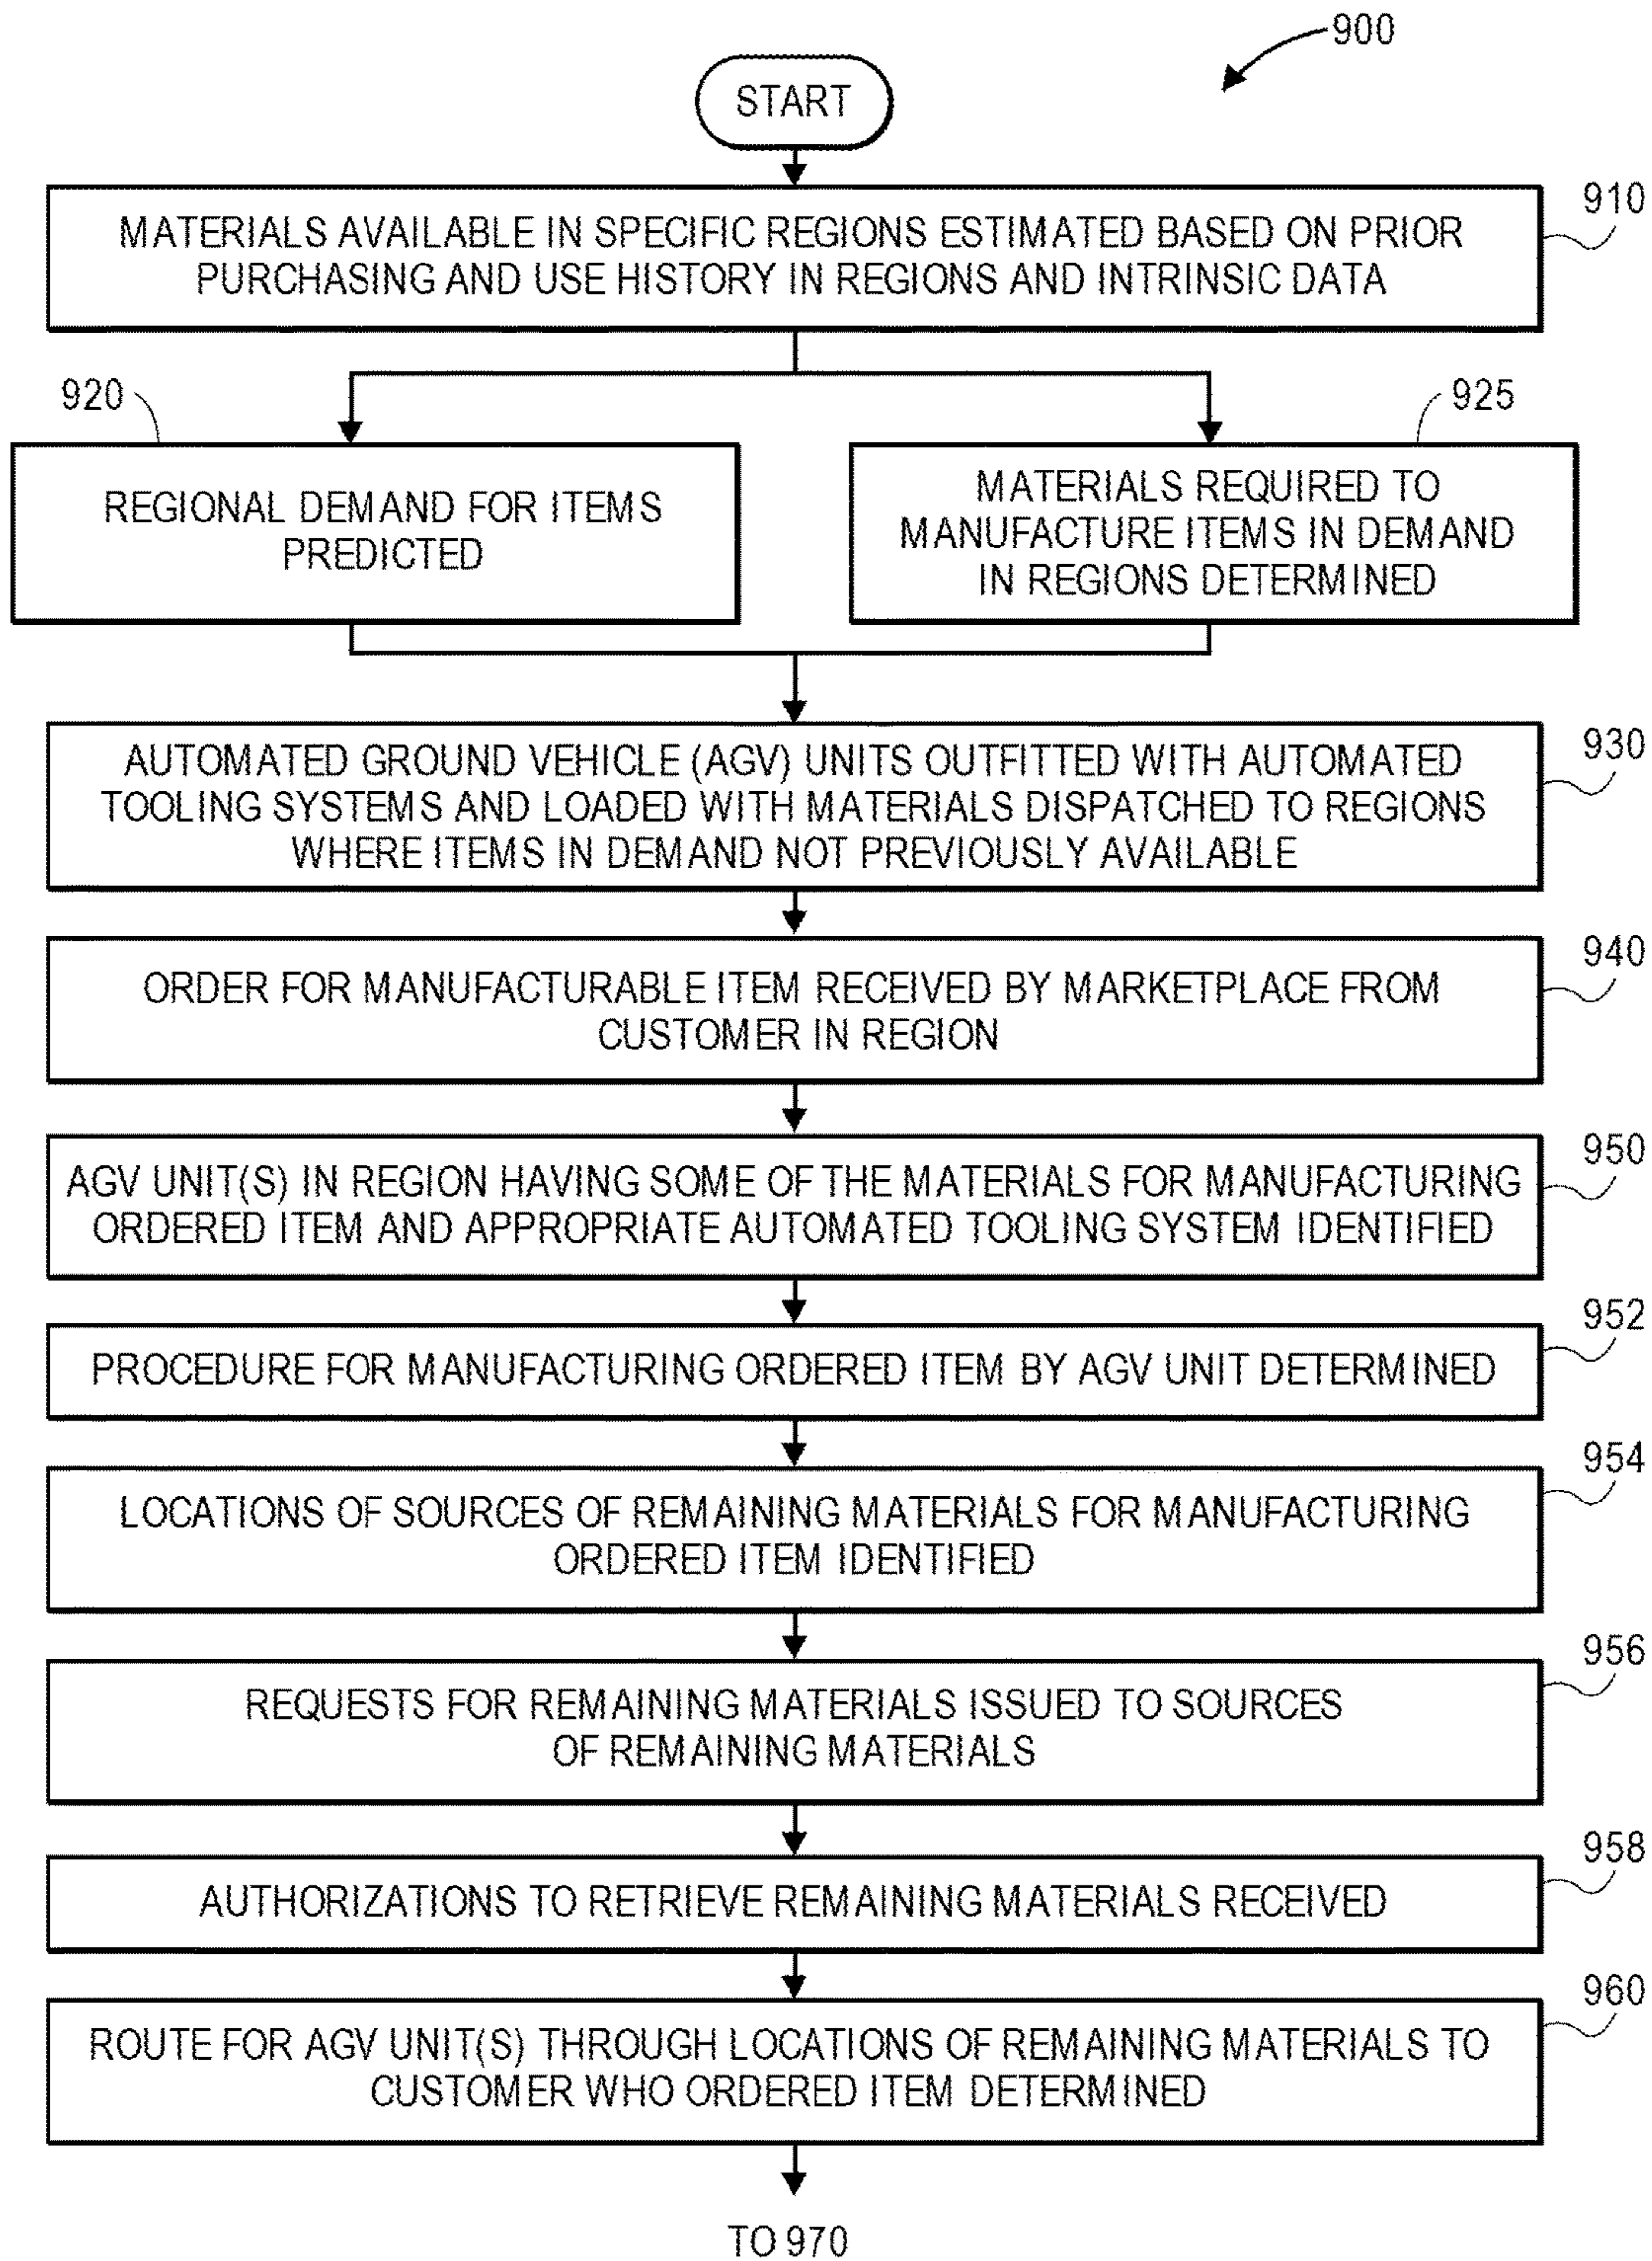 900
START
910
MATERIALS AVAILABLE IN SPECIFIC REGIONS ESTIMATED BASED ON PRIOR
PURCHASING AND USE HISTORY IN REGIONS AND INTRINSIC DATA
920
REGIONAL DEMAND FOR ITEMS
PREDICTED
925
MATERIALS REQUIRED TO
MANUFACTURE ITEMS IN DEMAND
IN REGIONS DETERMINED
930
AUTOMATED GROUND VEHICLE (AGV) UNITS OUTFITTED WITH AUTOMATED
TOOLING SYSTEMS AND LOADED WITH MATERIALS DISPATCHED TO REGIONS
WHERE ITEMS IN DEMAND NOT PREVIOUSLY AVAILABLE
940
ORDER FOR MANUFACTURABLE ITEM RECEIVED BY MARKETPLACE FROM
CUSTOMER IN REGION
950
AGV UNIT(S) IN REGION HAVING SOME OF THE MATERIALS FOR MANUFACTURING
ORDERED ITEM AND APPROPRIATE AUTOMATED TOOLING SYSTEM IDENTIFIED
952
PROCEDURE FOR MANUFACTURING ORDERED ITEM BY AGV UNIT DETERMINED
954
LOCATIONS OF SOURCES OF REMAINING MATERIALS FOR MANUFACTURING
ORDERED ITEM IDENTIFIED
956
REQUESTS FOR REMAINING MATERIALS ISSUED TO SOURCES
OF REMAINING MATERIALS
958
AUTHORIZATIONS TO RETRIEVE REMAINING MATERIALS RECEIVED
960
ROUTE FOR AGV UNIT(S) THROUGH LOCATIONS OF REMAINING MATERIALS TO
CUSTOMER WHO ORDERED ITEM DETERMINED
TO 970